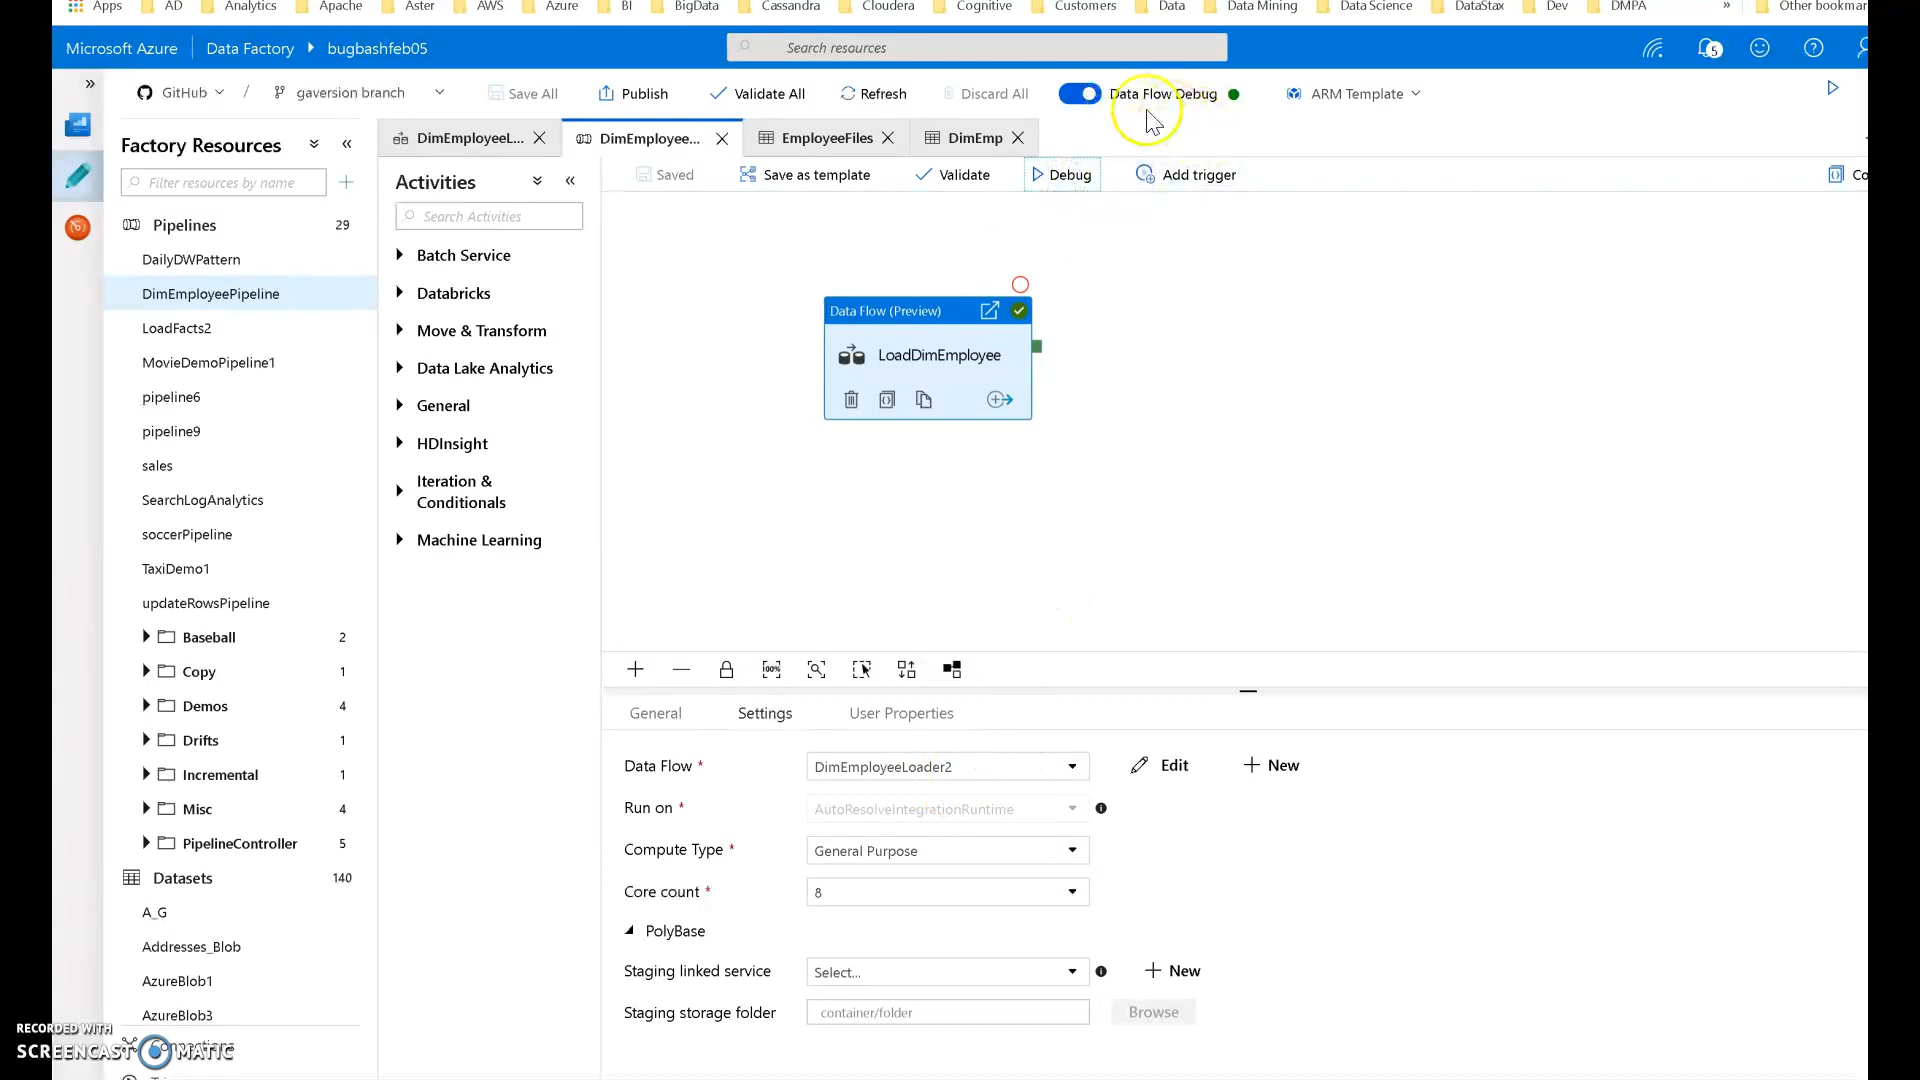 Apps AD Analytics Apache Aster AWS Azure BI BigData Cassandra Cloudera Cognitive Customers Data Data Mining Data Science DataStax Dev DMPA » Other bookmar
Microsoft Azure Data Factory bugbashfeb05 Search resources 5
GitHub / gaversion branch Save All Publish Validate All Refresh Discard All Data Flow Debug ARM Template
DimEmployeeL... DimEmployee... EmployeeFiles DimEmp
Saved Save as template Validate Debug Add trigger Co
Factory Resources
Filter resources by name
Pipelines 29
DailyDWPattern
DimEmployeePipeline
LoadFacts2
MovieDemoPipeline1
pipeline6
pipeline9
sales
SearchLogAnalytics
soccerPipeline
TaxiDemo1
updateRowsPipeline
Baseball 2
Copy 1
Demos 4
Drifts 1
Incremental 1
Misc 4
PipelineController 5
Datasets 140
A_G
Addresses_Blob
AzureBlob1
AzureBlob3
Activities
Search Activities
Batch Service
Databricks
Move & Transform
Data Lake Analytics
General
HDInsight
Iteration &
Conditionals
Machine Learning
Data Flow (Preview)
LoadDimEmployee
100%
General Settings User Properties
Data Flow * DimEmployeeLoader2 Edit New
Run on * AutoResolveIntegrationRuntime
Compute Type * General Purpose
Core count * 8
PolyBase
Staging linked service Select... New
Staging storage folder container/folder Browse
RECORDED WITH
SCREENCAST MATIC